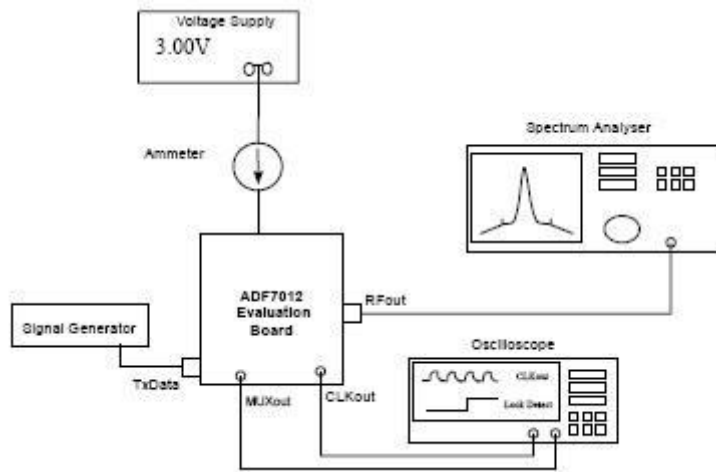 Voltage Supply
3.00V
Ammeter
Spectrum Analyser
ADF7012
Evaluation
Board
RFout
Signal Generator
TxData
MUXout
CLKout
Oscilloscope
CLKout
Lock Detect